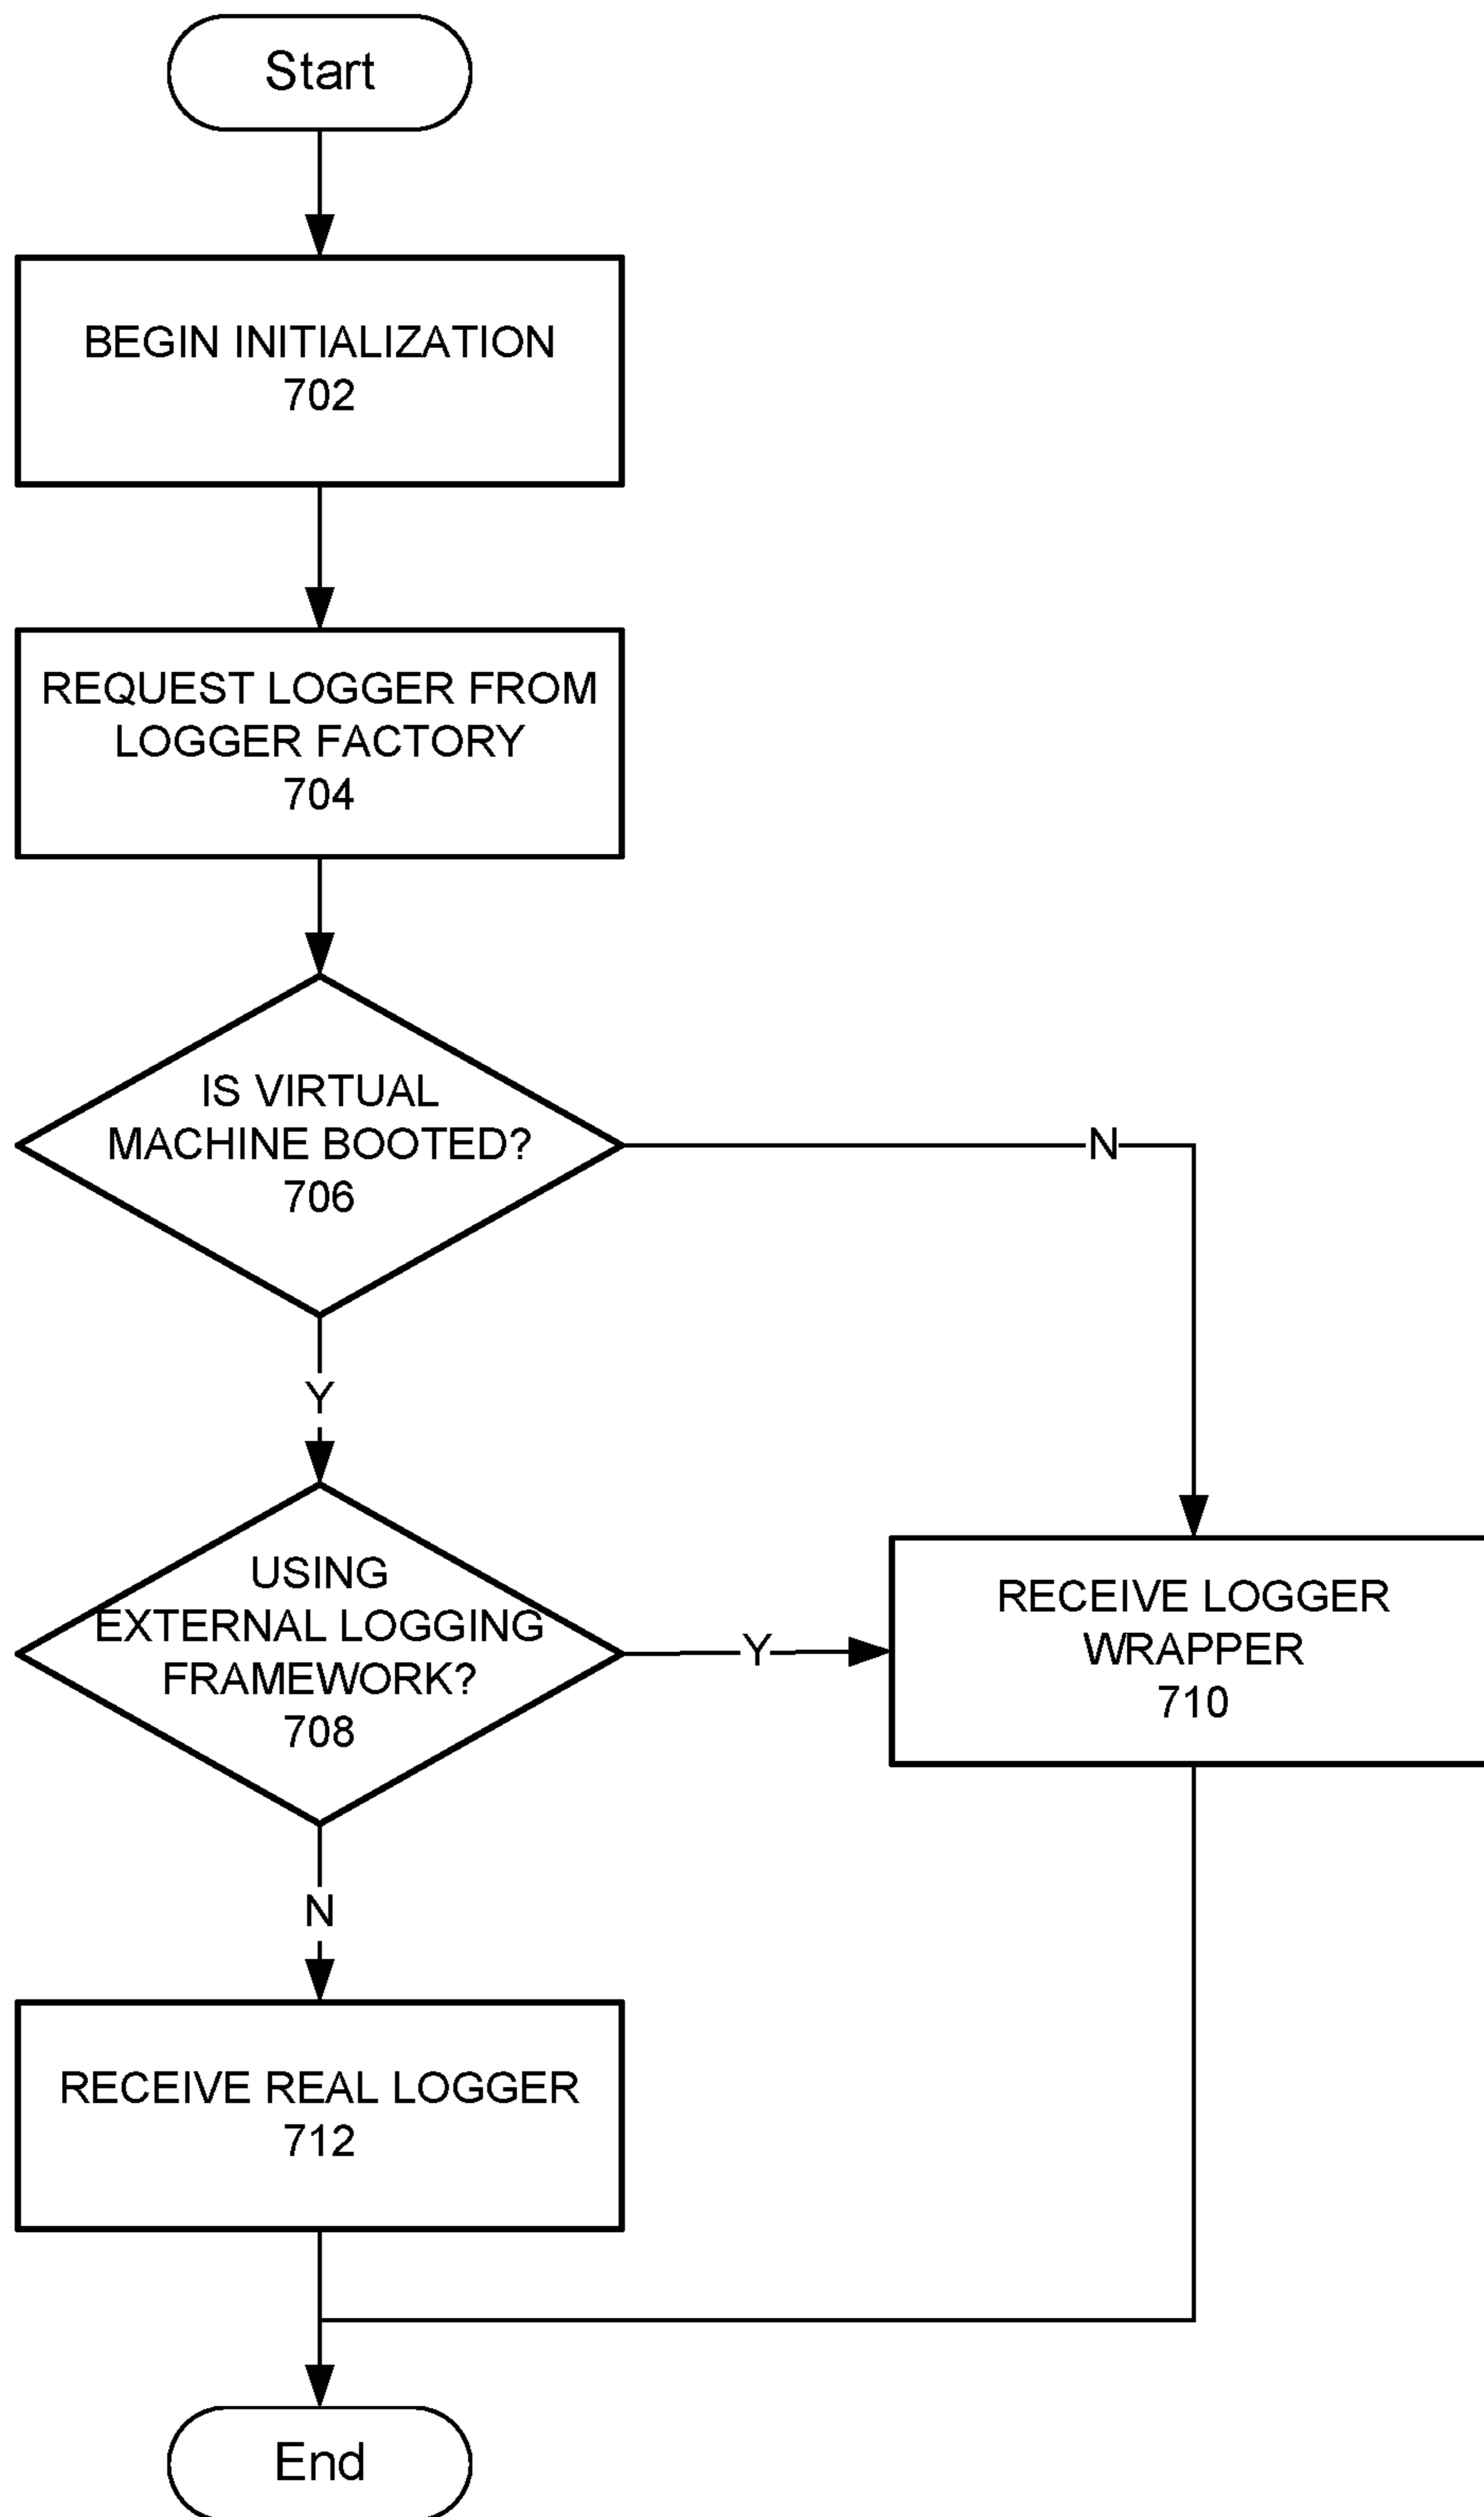 Start
BEGIN INITIALIZATION
702
REQUEST LOGGER FROM
LOGGER FACTORY
704
IS VIRTUAL
MACHINE BOOTED?
706
N
Y
USING
EXTERNAL LOGGING
FRAMEWORK?
708
Y
RECEIVE LOGGER
WRAPPER
710
N
RECEIVE REAL LOGGER
712
End